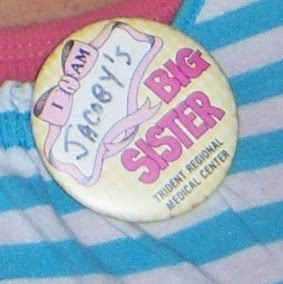 I AM
JACOBY'S
BIG
SISTER
TRIDENT REGIONAL
MEDICAL CENTER